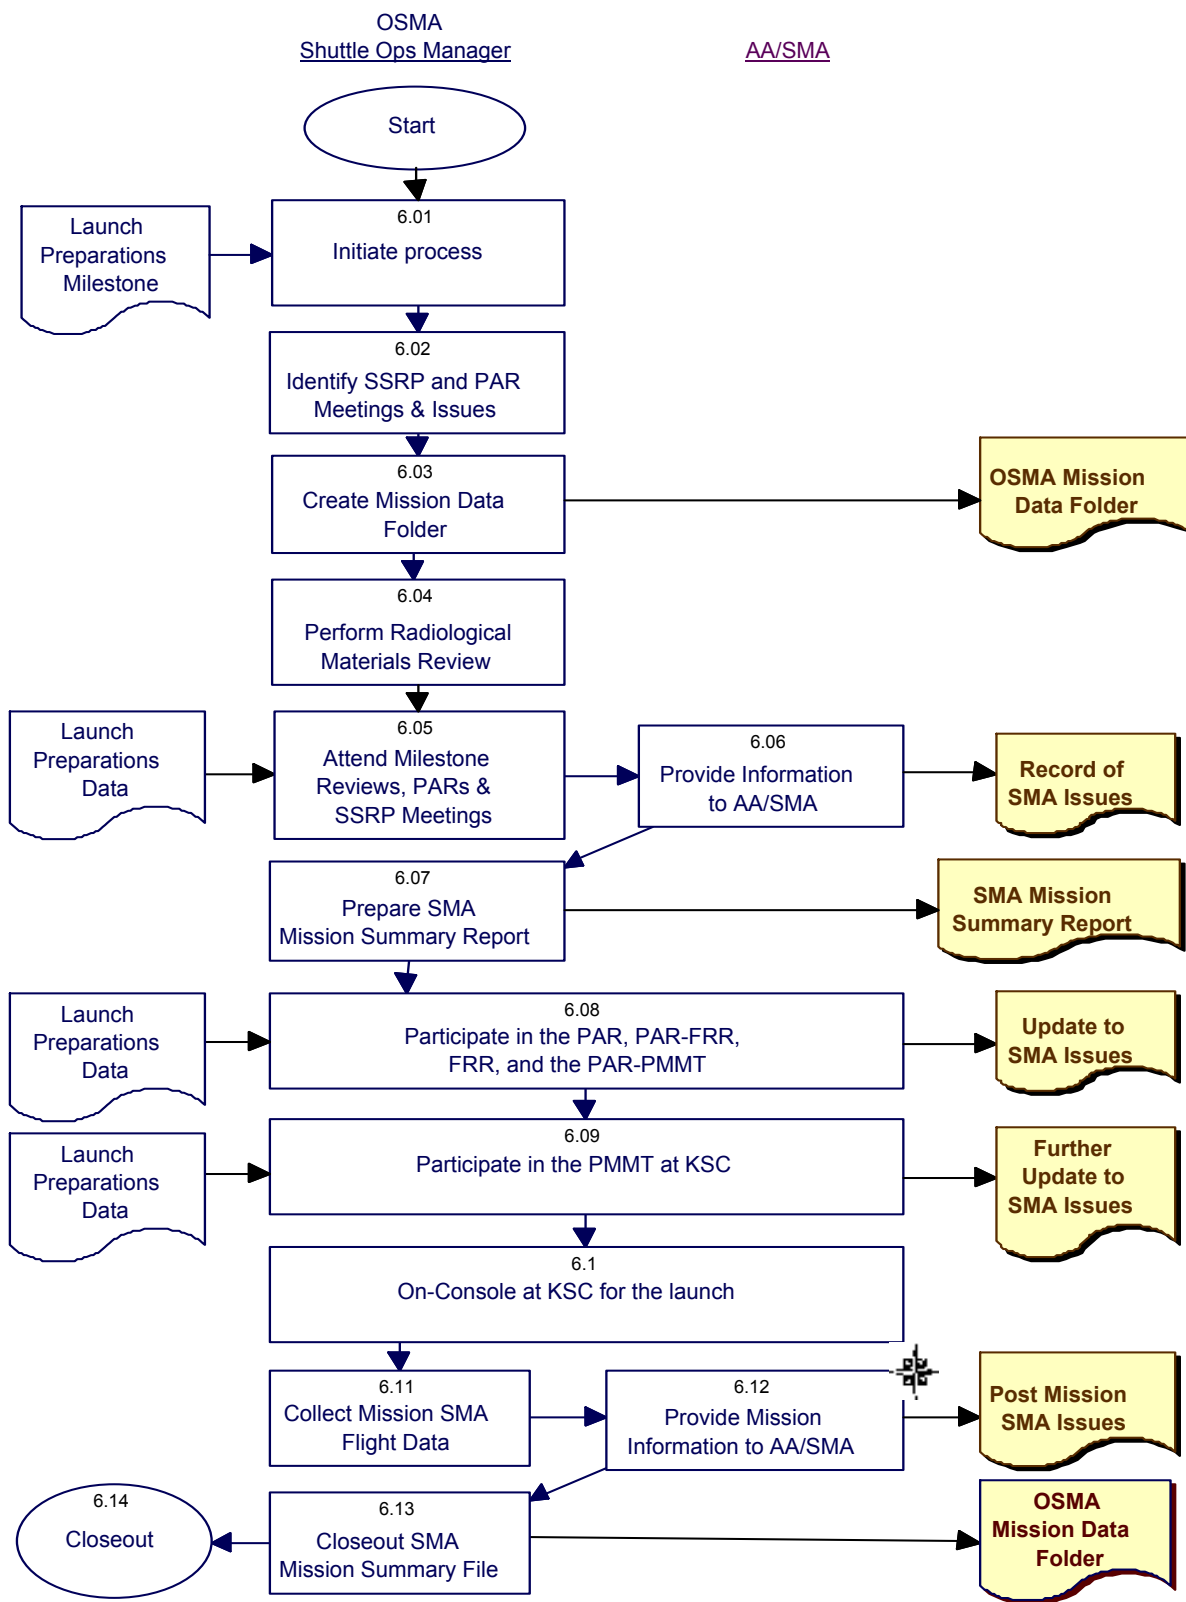 OSMA
Shuttle Ops Manager
AA/SMA
Start
Launch
Preparations
Milestone
6.01
Initiate process
6.02
Identify SSRP and PAR
Meetings & Issues
6.03
Create Mission Data
Folder
OSMA Mission
Data Folder
6.04
Perform Radiological
Materials Review
Launch
Preparations
Data
6.05
Attend Milestone
Reviews, PARs &
SSRP Meetings
6.06
Provide Information
to AA/SMA
Record of
SMA Issues
6.07
Prepare SMA
Mission Summary Report
SMA Mission
Summary Report
Launch
Preparations
Data
6.08
Participate in the PAR, PAR-FRR,
FRR, and the PAR-PMMT
Update to
SMA Issues
Launch
Preparations
Data
6.09
Participate in the PMMT at KSC
Further
Update to
SMA Issues
6.1
On-Console at KSC for the launch
6.11
Collect Mission SMA
Flight Data
6.12
Provide Mission
Information to AA/SMA
Post Mission
SMA Issues
6.14
Closeout
6.13
Closeout SMA
Mission Summary File
OSMA
Mission Data
Folder